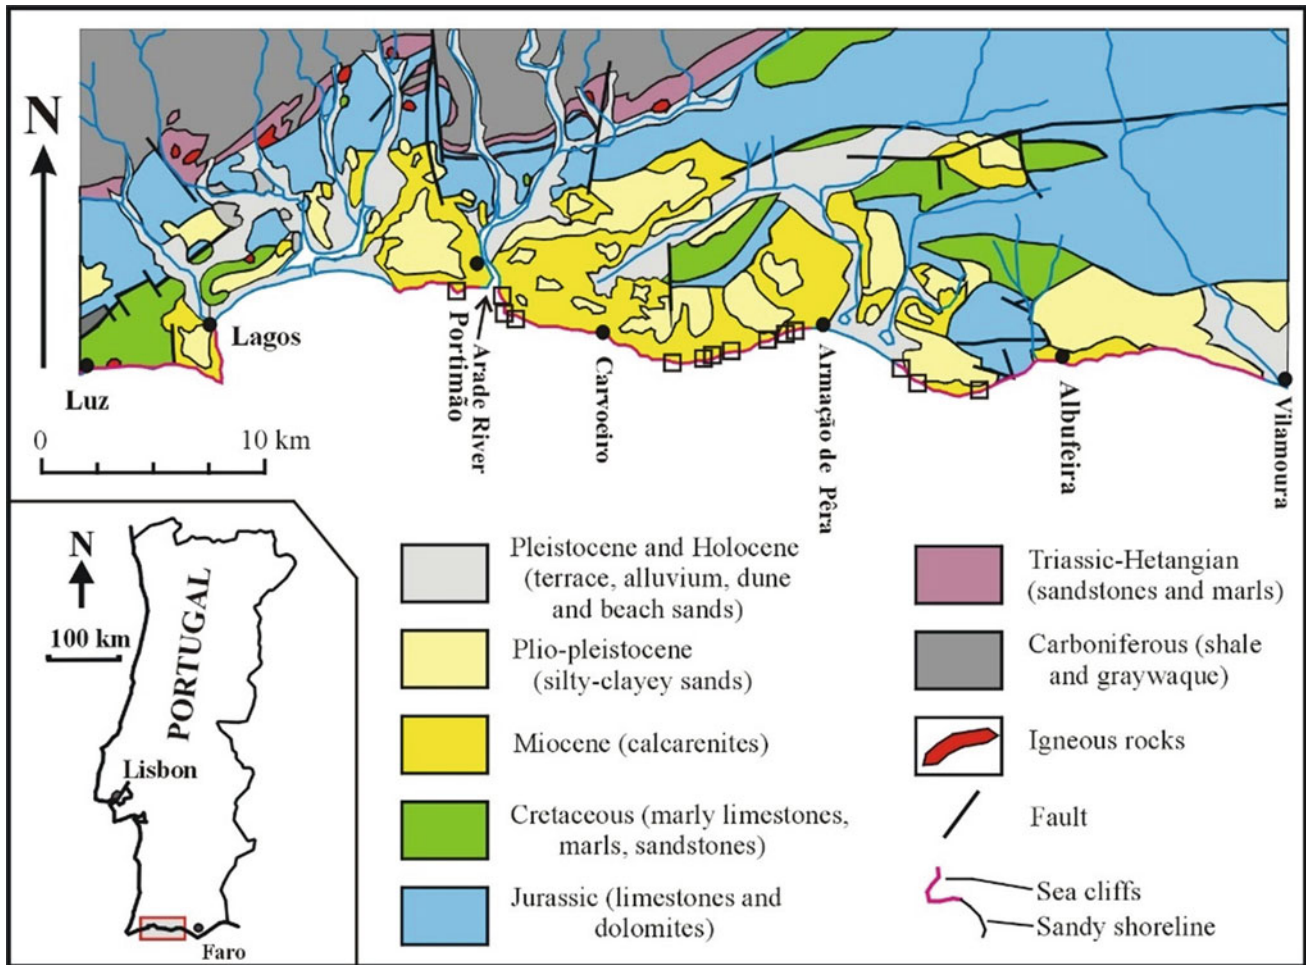 N
Lagos
Luz
0
10 km
Portimão
Arade River
Carvoeiro
Armação de Pêra
Albufeira
Vilamoura
N
100 km
PORTUGAL
Lisbon
Faro
Pleistocene and Holocene
(terrace, alluvium, dune
and beach sands)
Plio-pleistocene
(silty-clayey sands)
Miocene (calcarenites)
Cretaceous (marly limestones,
marls, sandstones)
Jurassic (limestones and
dolomites)
Triassic-Hetangian
(sandstones and marls)
Carboniferous (shale
and graywaque)
Igneous rocks
Fault
Sea cliffs
Sandy shoreline